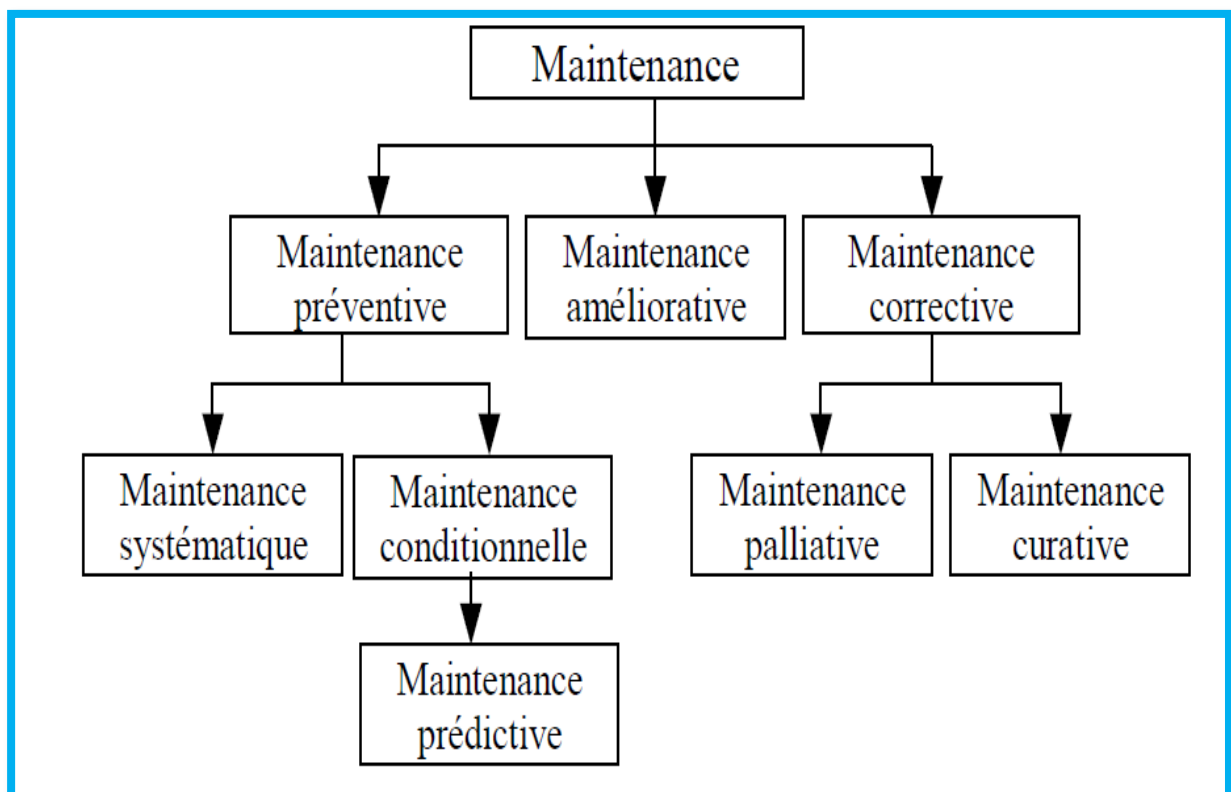 Maintenance
Maintenance
préventive
Maintenance
améliorative
Maintenance
corrective
Maintenance
systématique
Maintenance
conditionnelle
Maintenance
palliative
Maintenance
curative
Maintenance
prédictive